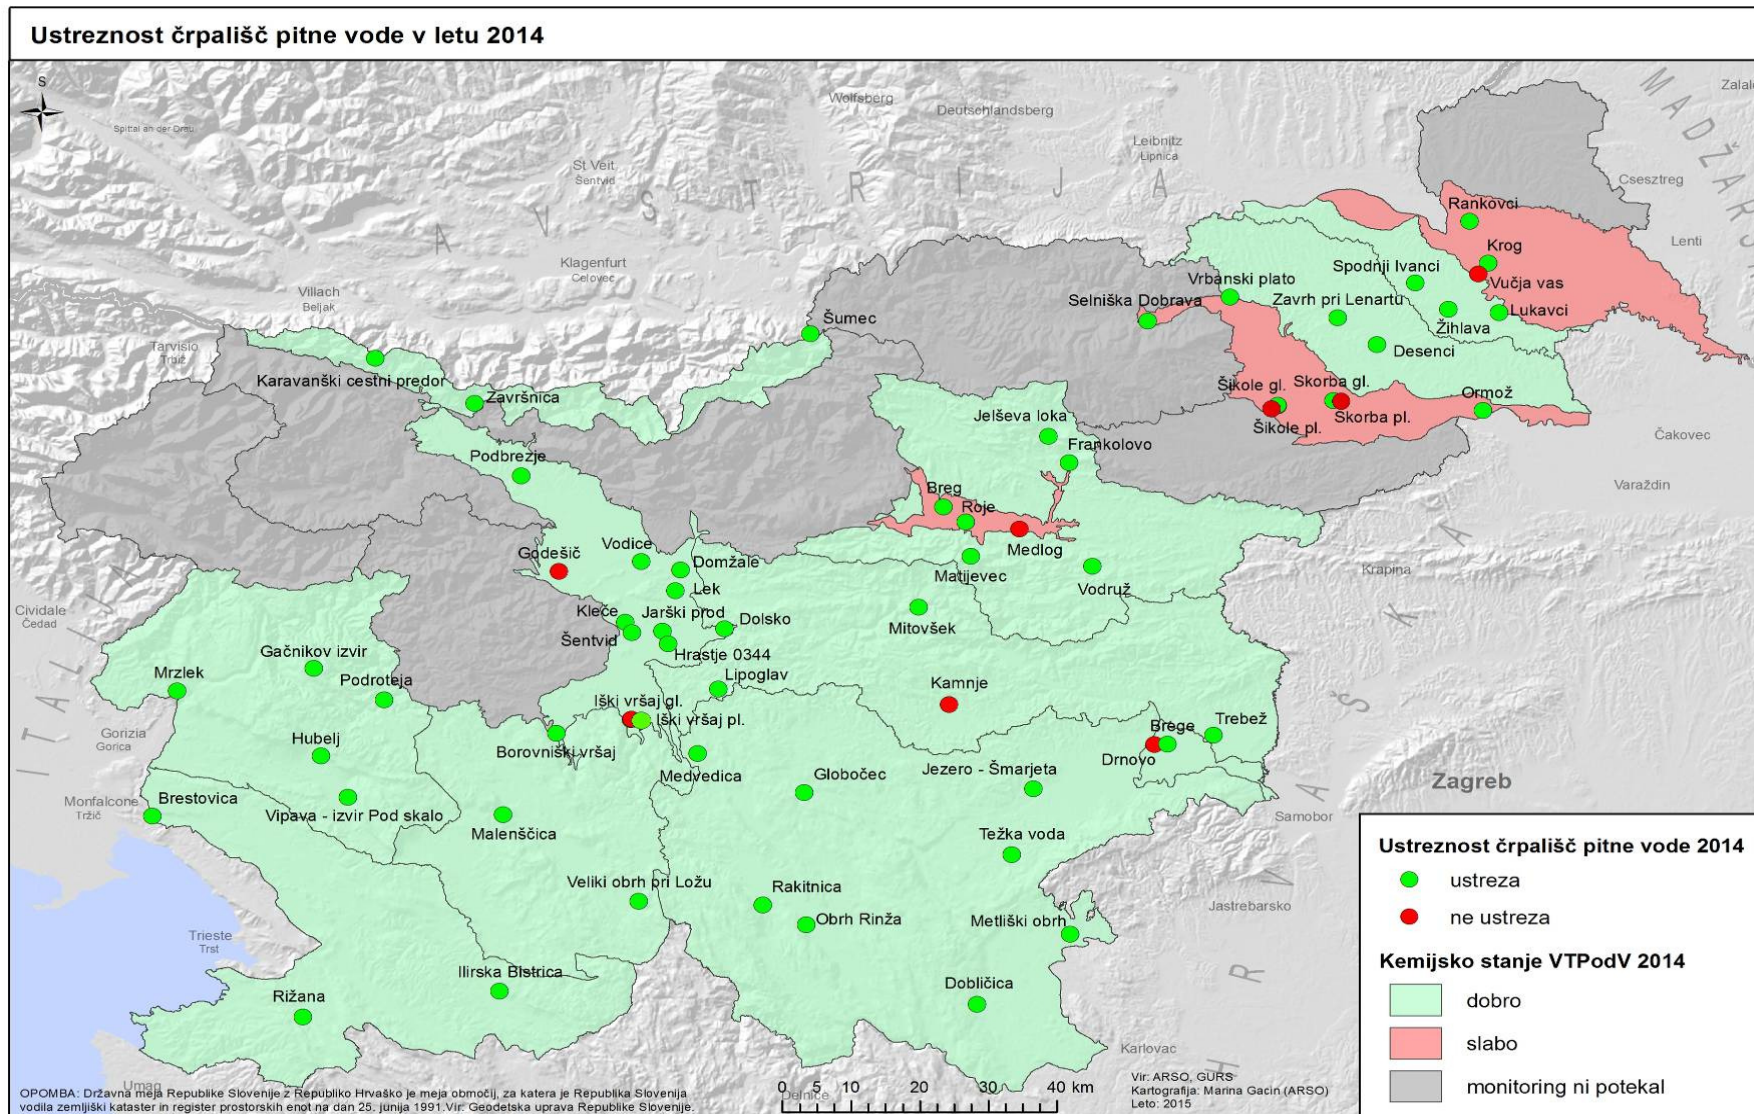 Ustreznost črpališč pitne vode v letu 2014
S
Wolfsberg
Deutschlandsberg
Zalal
Spittal an der Drau
Leibnitz
Lipnica
St Veit
Šentvid
Csesztreg
M A D Ž A R S
A V S T R I J A
Rankovci
Lenti
Krog
Klagenfurt
Celovec
Spodnji Ivanci
Vrbanski plato
Vučja vas
Villach
Beljak
Selniška Dobrava
Zavrh pri Lenartu
Lukavci
Šumec
Žihlava
Tarvisio
Trbiž
Desenci
Karavanški cestni predor
Završnica
Šikole gl.
Skorba gl.
Ormož
Jelševa loka
Šikole pl.
Skorba pl.
Čakovec
Frankolovo
Podbrežje
Breg
Varaždin
Roje
Godešič
Vodice
Medlog
Domžale
Matijevec
Krapina
Lek
Vodruž
Cividale
Čedad
Kleče
Jarški prod
Dolsko
Mitovšek
Šentvid
Hrastje 0344
Gačnikov izvir
Mrzlek
Podroteja
Lipoglav
Kamnje
Iški vršaj gl.
Iški vršaj pl.
Gorizia
Gorica
Hubelj
Borovniški vršaj
Brege
Trebež
Drnovo
Medvedica
Globočec
Jezero - Šmarjeta
Zagreb
Monfalcone
Tržič
Brestovica
Vipava - izvir Pod skalo
Malenščica
Samobor
I T A L I J A
H R V A Š K A
Težka voda
Veliki obrh pri Ložu
Rakitnica
Obrh Rinža
Metliški obrh
Jastrebarsko
Trieste
Trst
Ilirska Bistrica
Rižana
Dobličica
Karlovac
Umag
Delnice
Ustreznost črpališč pitne vode 2014
ustreza
ne ustreza
Kemijsko stanje VTPodV 2014
dobro
slabo
monitoring ni potekal
0 5 10 20 30 40 km
Vir: ARSO, GURS
Kartografija: Marina Gacin (ARSO)
Leto: 2015
OPOMBA: Državna meja Republike Slovenije z Republiko Hrvaško je meja območij, za katera je Republika Slovenija
vodila zemljiški kataster in register prostorskih enot na dan 25. junija 1991.Vir: Geodetska uprava Republike Slovenije.